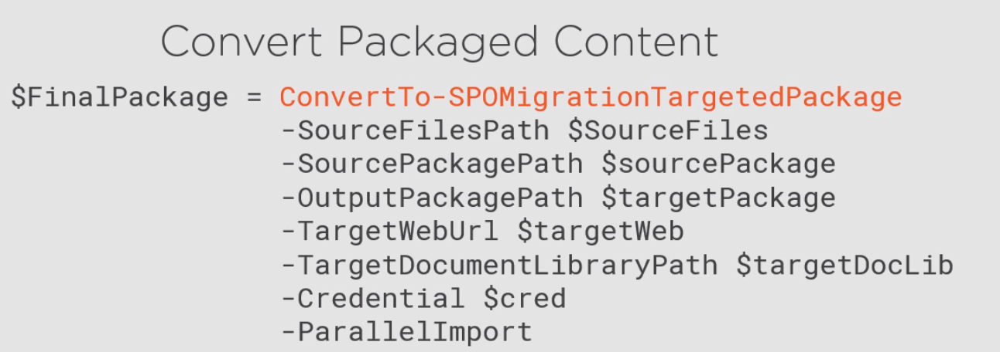 Convert Packaged Content
$FinalPackage = ConvertTo-SPOMigrationTargetedPackage
-SourceFilesPath $SourceFiles
-SourcePackagePath $sourcePackage
-OutputPackagePath $targetPackage
-TargetWebUrl $targetWeb
-TargetDocumentLibraryPath $targetDocLib
-Credential $cred
-ParallelImport